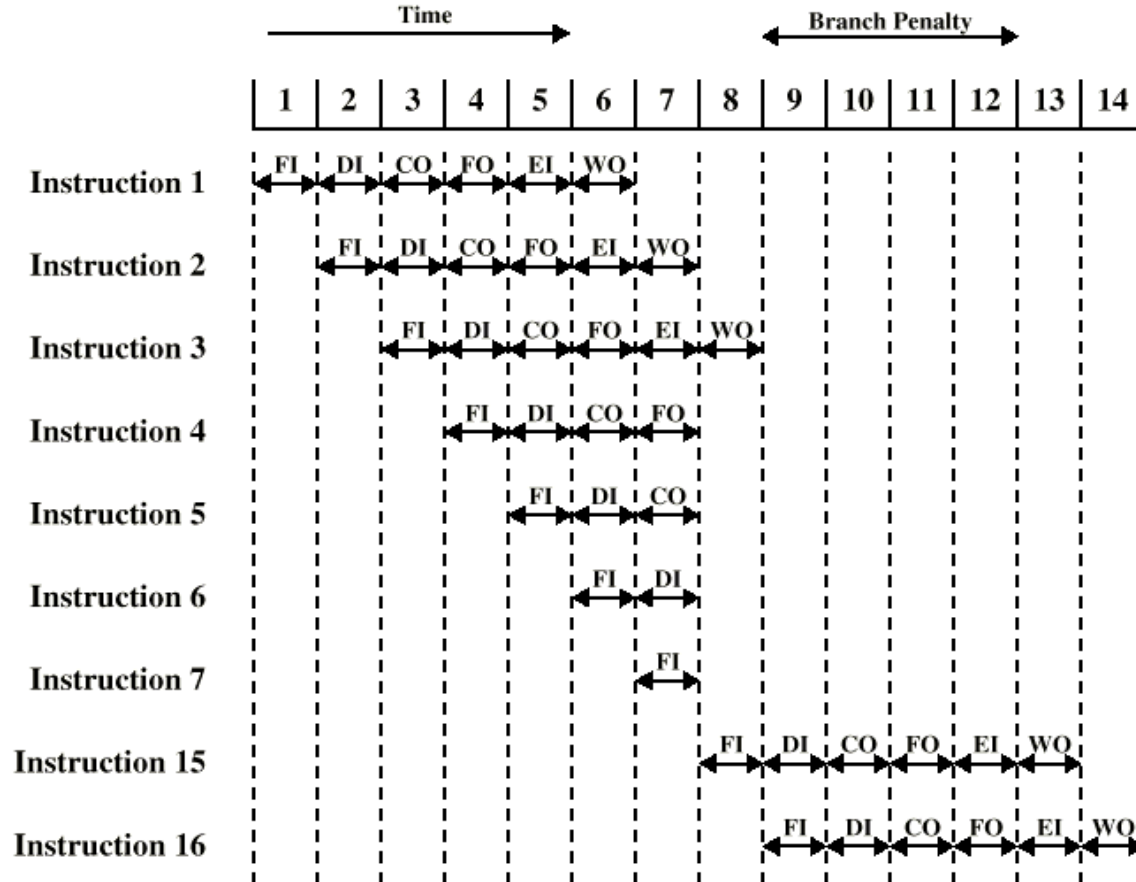 Time Branch Penalty
1 2 3 4 5 6 7 8 9 10 11 12 13 14
Instruction 1 FI DI CO FO EI WO
Instruction 2 FI DI CO FO EI WO
Instruction 3 FI DI CO FO EI WO
Instruction 4 FI DI CO FO
Instruction 5 FI DI CO
Instruction 6 FI DI
Instruction 7 FI
Instruction 15 FI DI CO FO EI WO
Instruction 16 FI DI CO FO EI WO